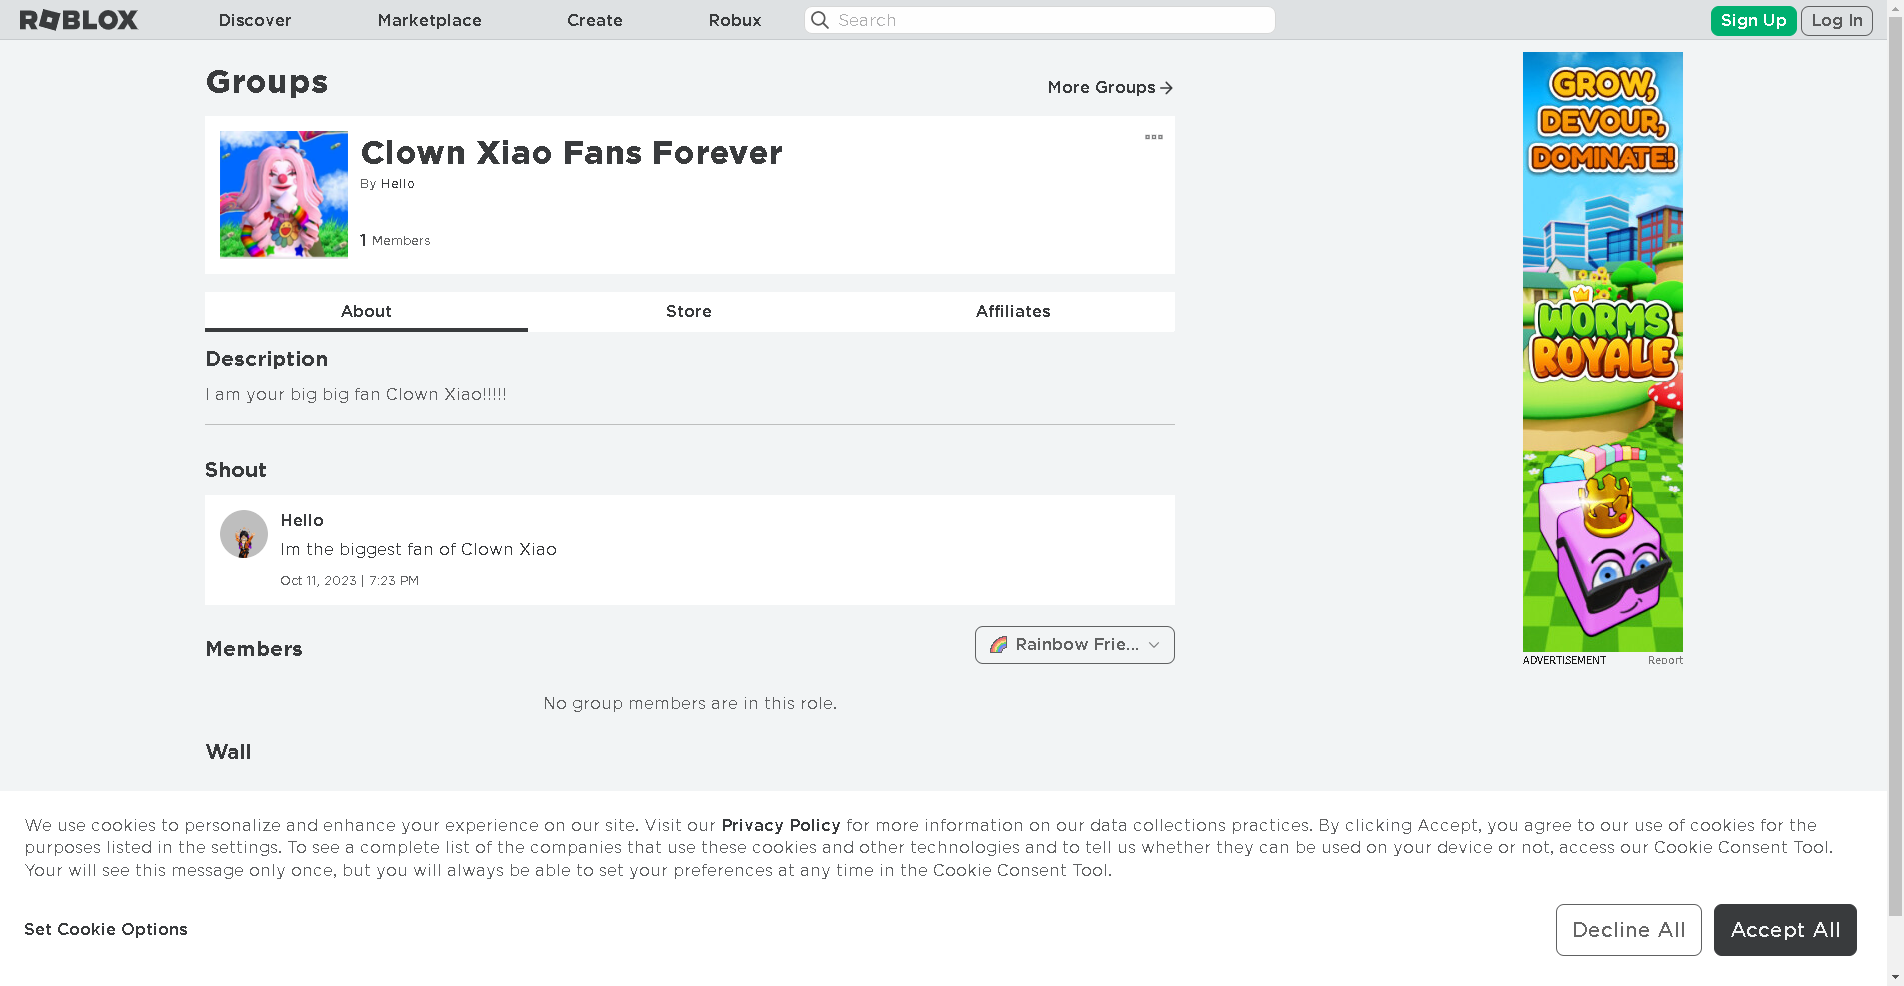 ROBLOX
Discover
Marketplace
Create
Robux
Search
Sign Up
Log In
Groups
More Groups
Clown Xiao Fans Forever
By Hello
1 Members
About
Store
Affiliates
Description
I am your big big fan Clown Xiao!!!!!
Shout
Hello
Im the biggest fan of Clown Xiao
Oct 11, 2023 | 7:23 PM
Members
🌈 Rainbow Frie...
No group members are in this role.
Wall
GROW,
DEVOUR,
DOMINATE!
WORMS
ROYALE
ADVERTISEMENT
Report
We use cookies to personalize and enhance your experience on our site. Visit our Privacy Policy for more information on our data collections practices. By clicking Accept, you agree to our use of cookies for the
purposes listed in the settings. To see a complete list of the companies that use these cookies and other technologies and to tell us whether they can be used on your device or not, access our Cookie Consent Tool.
Your will see this message only once, but you will always be able to set your preferences at any time in the Cookie Consent Tool.
Set Cookie Options
Decline All
Accept All